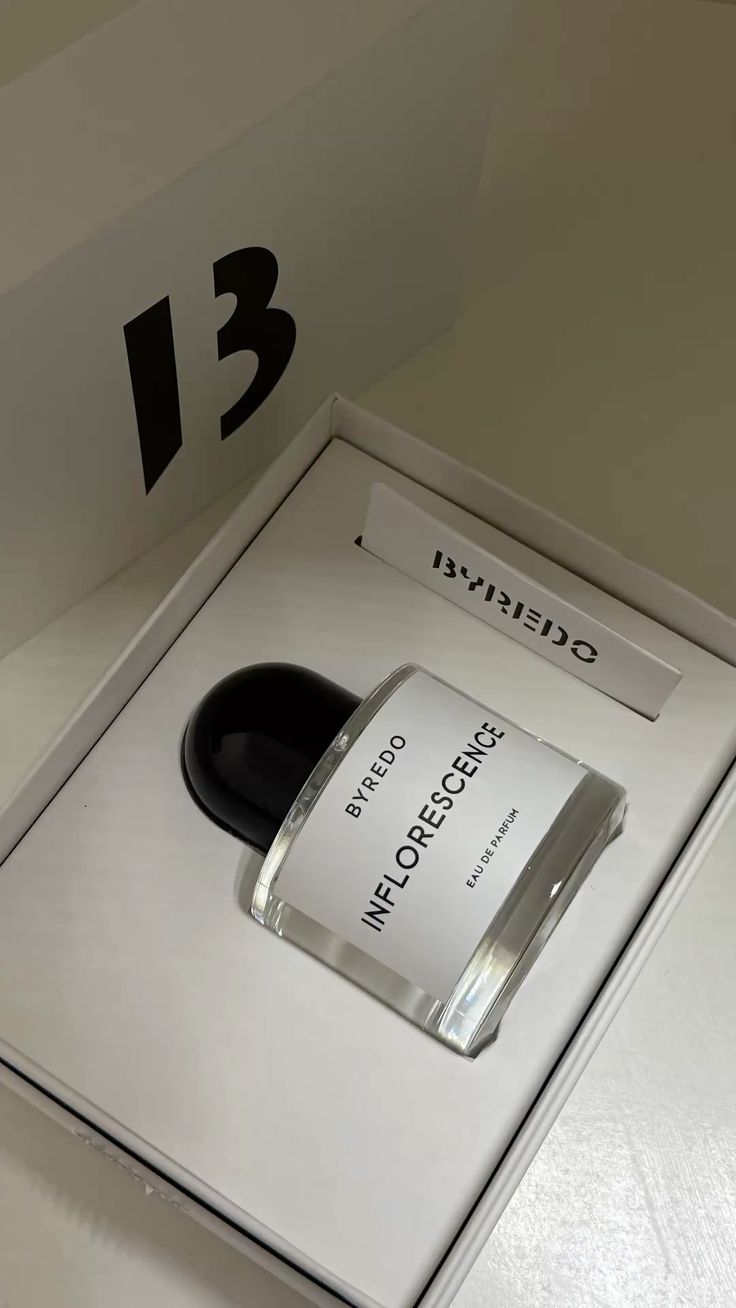 13
BYREDO
BYREDO
INFLORESCENCE
EAU DE PARFUM